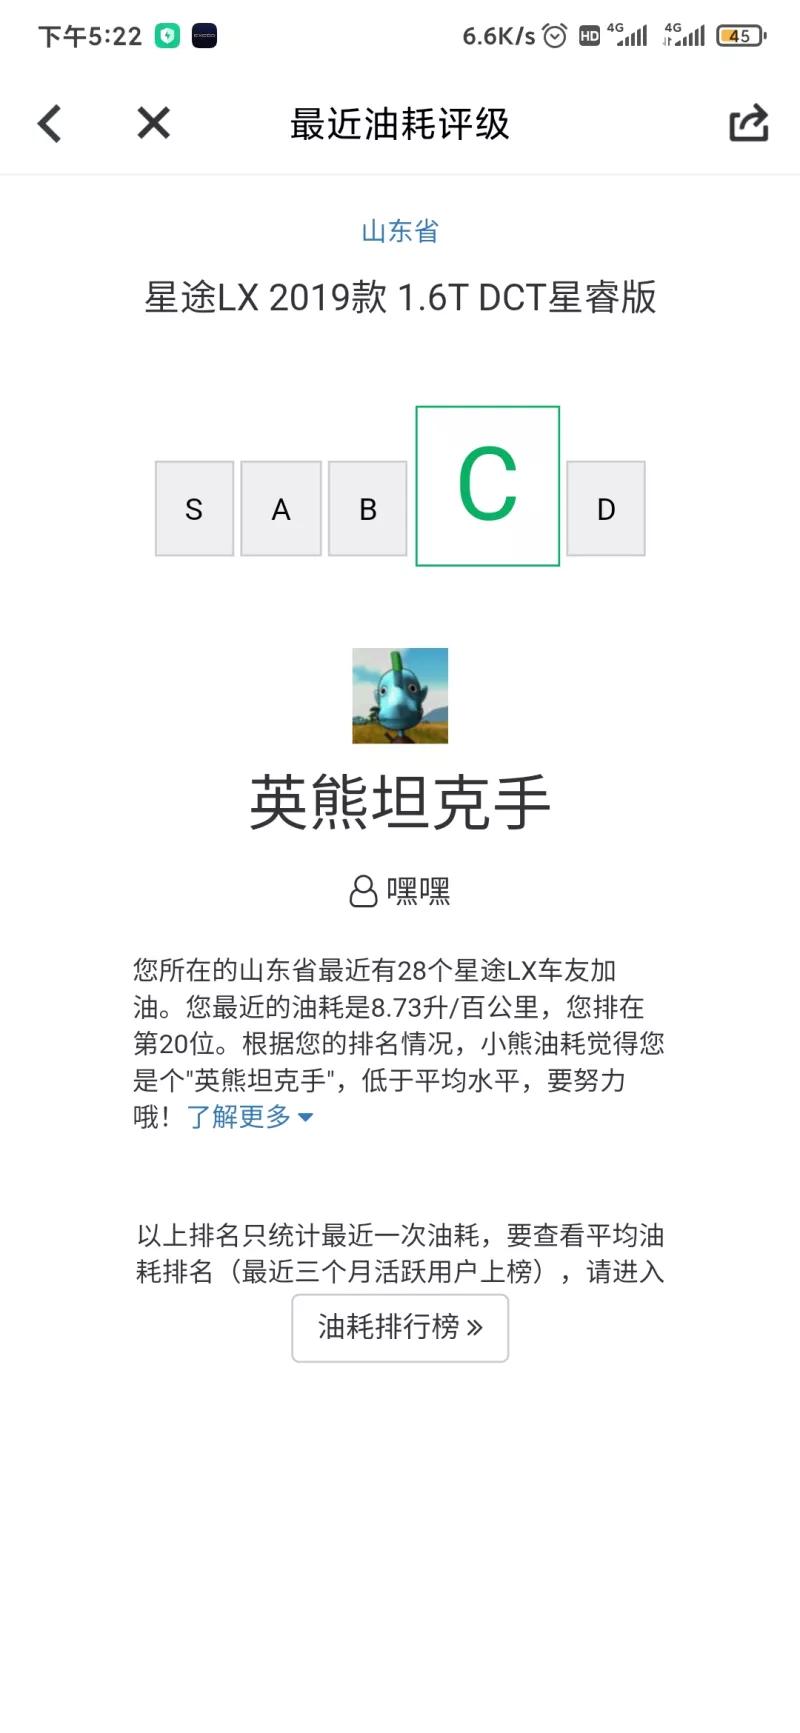 下午5:22
6.6K/s HD 4G 4G 45
最近油耗评级
山东省
星途LX 2019款 1.6T DCT星睿版
S A B C D
英熊坦克手
嘿嘿
您所在的山东省最近有28个星途LX车友加
油。您最近的油耗是8.73升/百公里，您排在
第20位。根据您的排名情况，小熊油耗觉得您
是个"英熊坦克手"，低于平均水平，要努力
哦！了解更多
以上排名只统计最近一次油耗，要查看平均油
耗排名（最近三个月活跃用户上榜），请进入
油耗排行榜 »